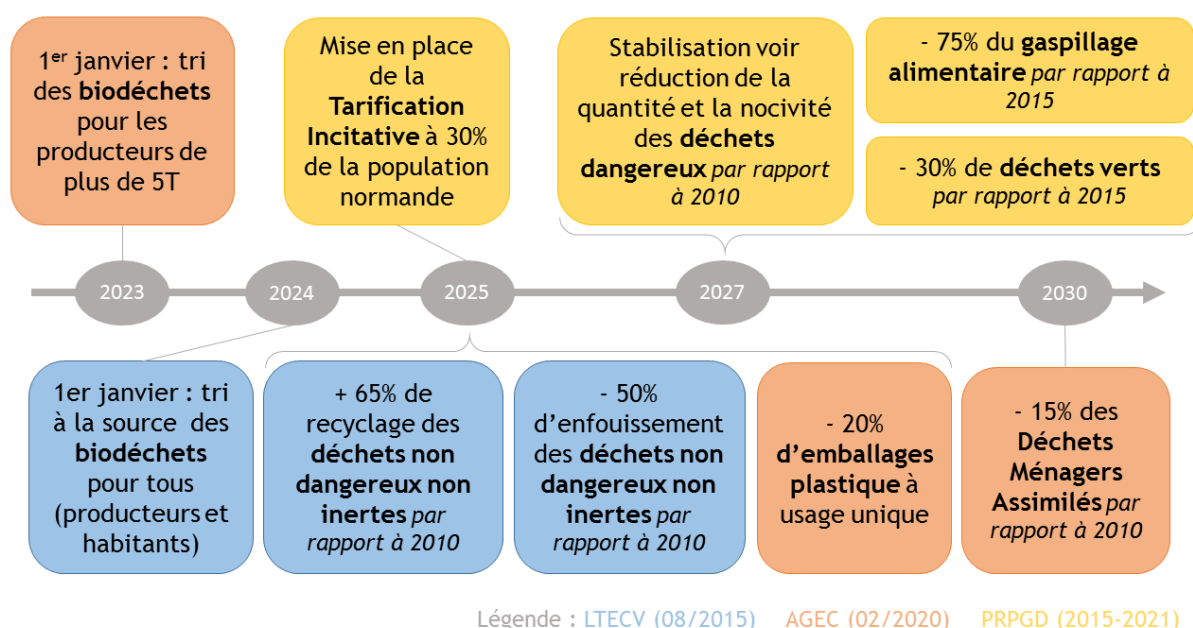 1er janvier : tri
des biodéchets
pour les
producteurs de
plus de 5T
Mise en place
de la
Tarification
Incitative à 30%
de la population
normande
Stabilisation voir
réduction de la
quantité et la nocivité
des déchets
dangereux par rapport
à 2010
- 75% du gaspillage
alimentaire par rapport à
2015
- 30% de déchets verts
par rapport à 2015
2023
2024
2025
2027
2030
1er janvier : tri
à la source des
biodéchets
pour tous
(producteurs et
habitants)
+ 65% de
recyclage des
déchets non
dangereux non
inertes par
rapport à 2010
- 50%
d'enfouissement
des déchets non
dangereux non
inertes par
rapport à 2010
- 20%
d'emballages
plastique à
usage unique
- 15% des
Déchets
Ménagers
Assimilés par
rapport à 2010
Légende : LTECV (08/2015) AGEC (02/2020) PRPGD (2015-2021)